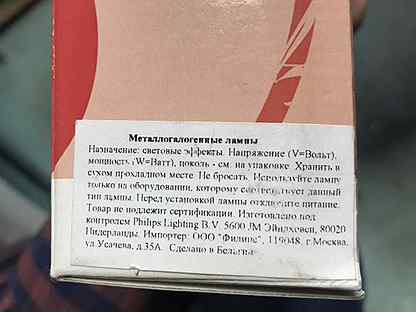 Металлогалогенные лампы
Назначение: световые эффекты. Напряжение (V=Вольт),
мощность (W=Ватт), цоколь - см. на упаковке. Хранить в
сухом прохладном месте. Не бросать. Используйте лампу
только на оборудовании, которому соответствует данный
тип лампы. Перед установкой лампы отключите питание.
Товар не подлежит сертификации. Изготовлено под
контролем Philips Lighting B.V. 5600 JM Эйндховен, 80020
Нидерланды. Импортер: ООО "Филипс", 119048, г.Москва,
ул.Усачева, д.35А. Сделано в Бельгии